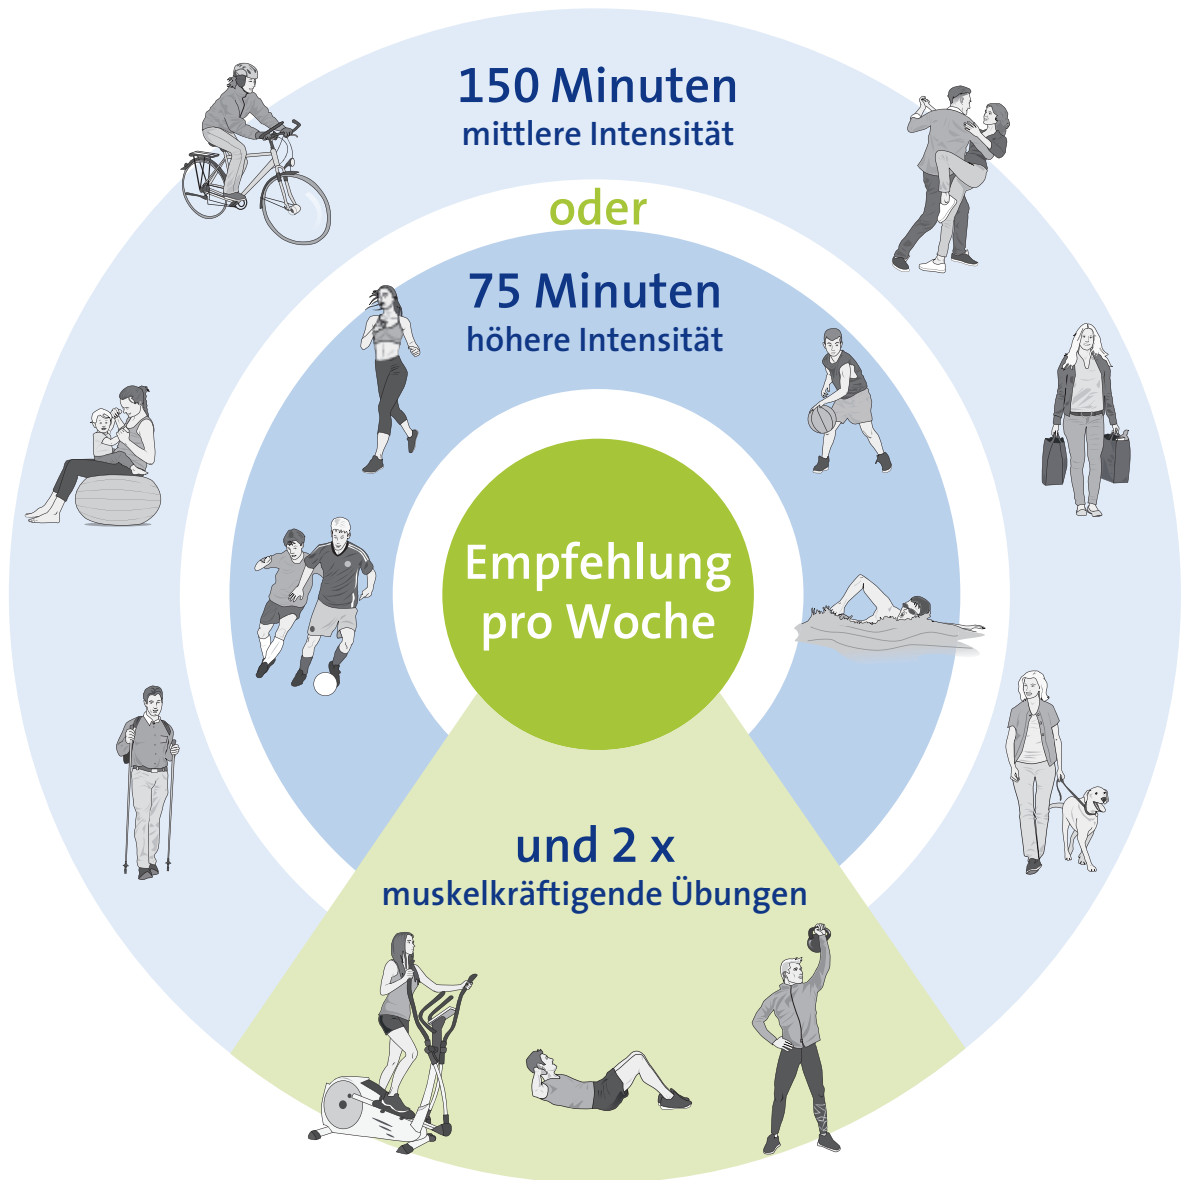 150 Minuten
mittlere Intensität
oder
75 Minuten
höhere Intensität
Empfehlung
pro Woche
und 2 x
muskelkräftigende Übungen